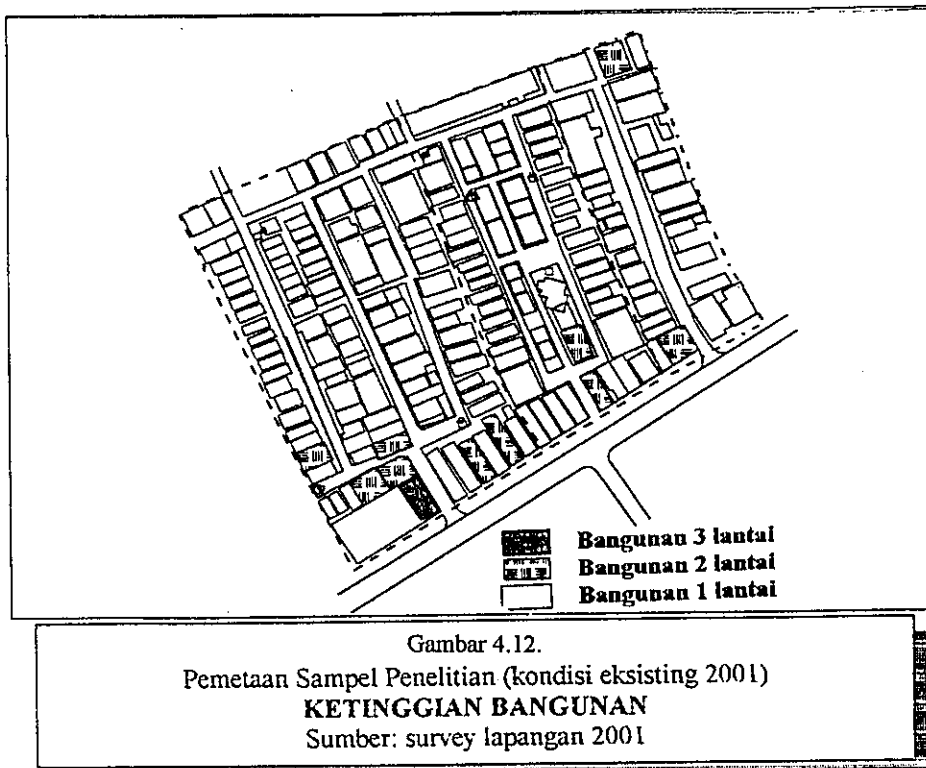 Bangunan 3 lantai
Bangunan 2 lantai
Bangunan 1 lantai
Gambar 4.12.
Pemetaan Sampel Penelitian (kondisi eksisting 2001)
KETINGGIAN BANGUNAN
Sumber: survey lapangan 2001